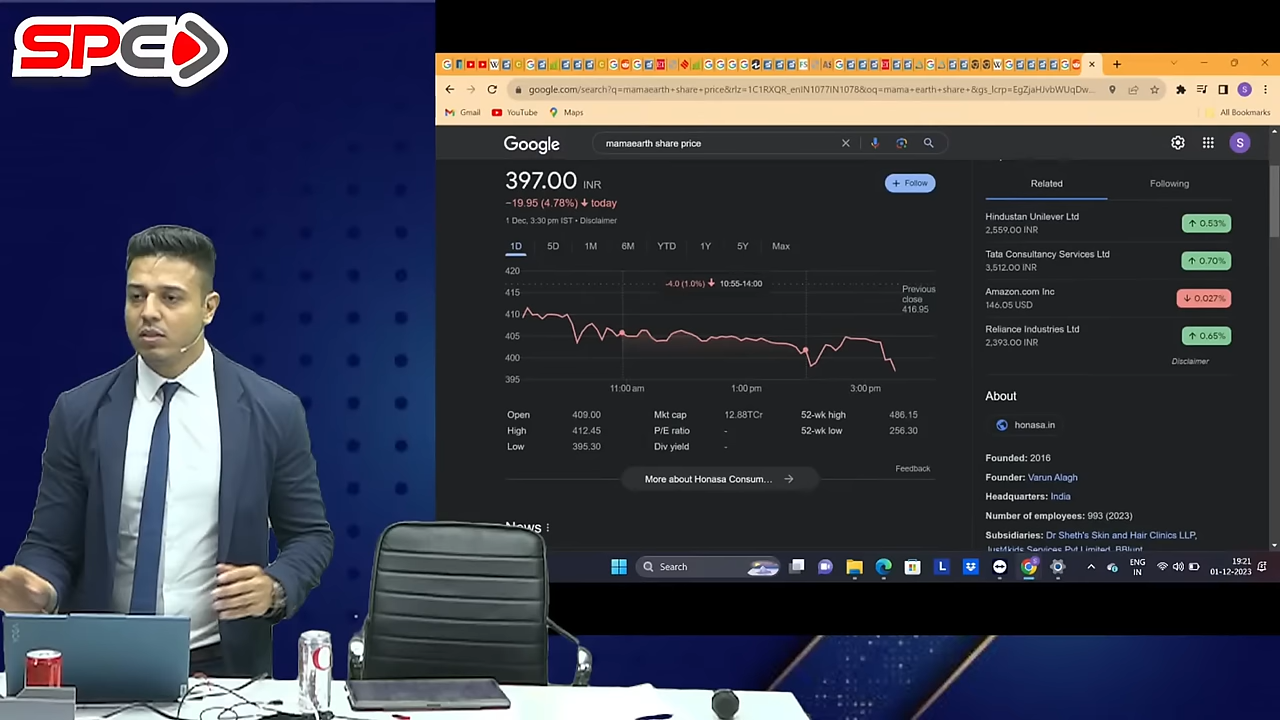 SPE
google.com/search?q=mamaearth+share+price&rlz=1C1RXQR_enIN1077IN1078&oq=mama+earth+share+&gs_lcrp=EgZjaHJvbWUqDw...
Gmail YouTube Maps All Bookmarks
Google mamaearth share price S
397.00 INR
+ Follow
−19.95 (4.78%) ↓ today
1 Dec, 3:30 pm IST • Disclaimer
1D 5D 1M 6M YTD 1Y 5Y Max
420
-4.0 (1.0%) ↓ 10:55-14:00
415
Previous
close
416.95
410
405
400
395
11:00 am 1:00 pm 3:00 pm
Open 409.00 Mkt cap 12.88TCr 52-wk high 486.15
High 412.45 P/E ratio - 52-wk low 256.30
Low 395.30 Div yield -
Feedback
More about Honasa Consum... →
News
Related Following
Hindustan Unilever Ltd
2,559.00 INR ↑ 0.53%
Tata Consultancy Services Ltd
3,512.00 INR ↑ 0.70%
Amazon.com Inc
146.05 USD ↓ 0.027%
Reliance Industries Ltd
2,393.00 INR ↑ 0.65%
Disclaimer
About
honasa.in
Founded: 2016
Founder: Varun Alagh
Headquarters: India
Number of employees: 993 (2023)
Subsidiaries: Dr Sheth's Skin and Hair Clinics LLP,
Just4kids Services Pvt Limited, BBlunt
Search
ENG
IN
19:21
01-12-2023